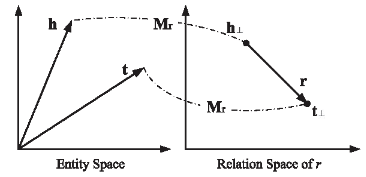 h
Mr
h⊥
t
r
Mr
t⊥
Entity Space
Relation Space of r